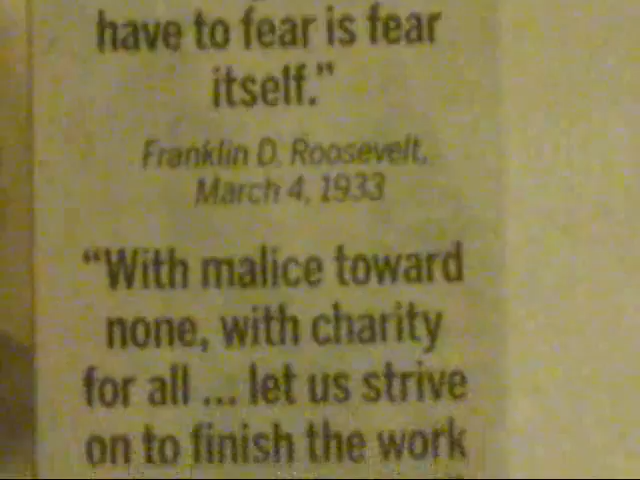 have to fear is fear
itself."
Franklin D. Roosevelt,
March 4, 1933
"With malice toward
none, with charity
for all ... let us strive
on to finish the work